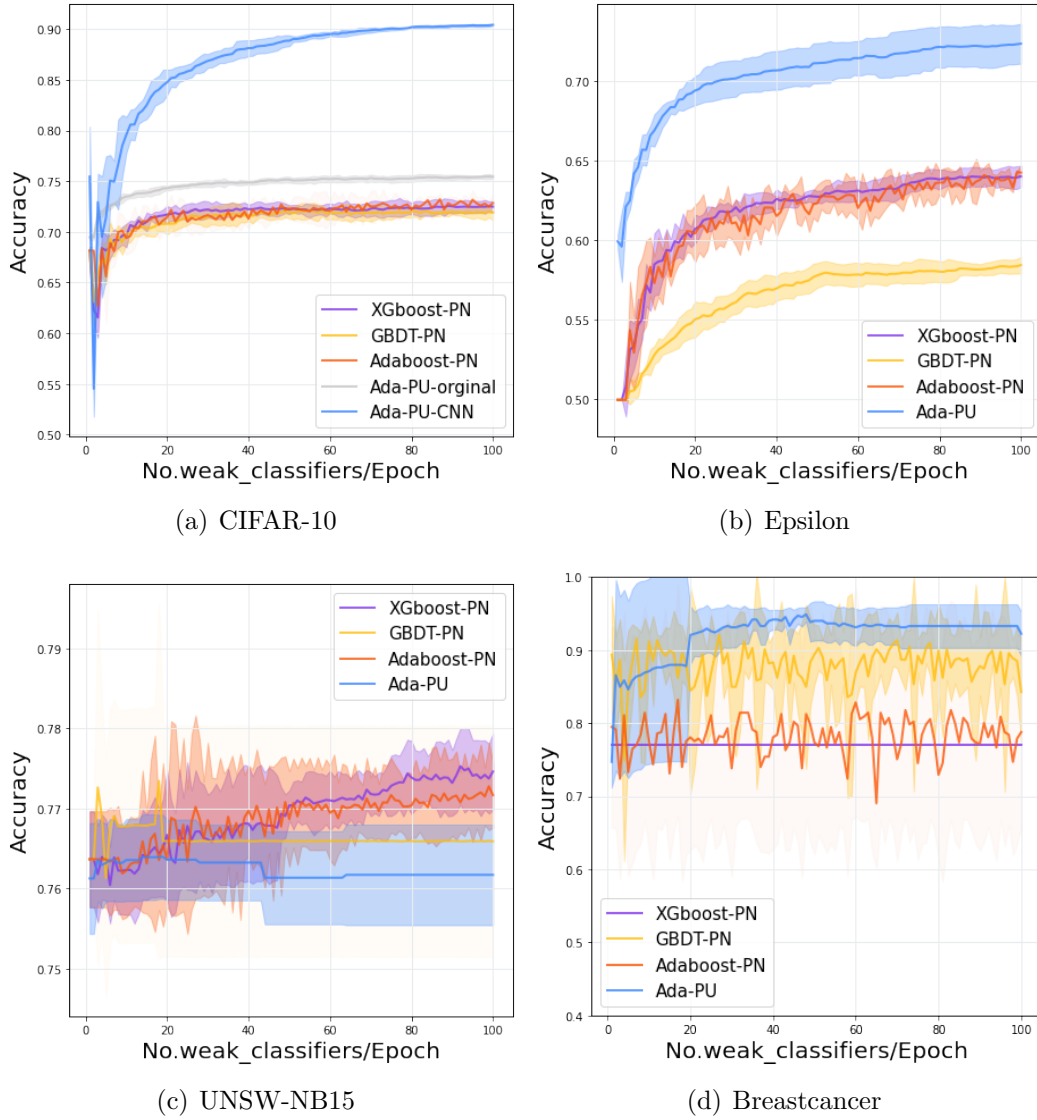 0.90
0.85
0.80
0.75
0.70
0.65
0.60
0.55
0.50
Accuracy
XGboost-PN
GBDT-PN
Adaboost-PN
Ada-PU-orginal
Ada-PU-CNN
0 20 40 60 80 100
No.weak_classifiers/Epoch
(a) CIFAR-10
0.70
0.65
0.60
0.55
0.50
Accuracy
XGboost-PN
GBDT-PN
Adaboost-PN
Ada-PU
0 20 40 60 80 100
No.weak_classifiers/Epoch
(b) Epsilon
0.79
0.78
0.77
0.76
0.75
Accuracy
XGboost-PN
GBDT-PN
Adaboost-PN
Ada-PU
0 20 40 60 80 100
No.weak_classifiers/Epoch
(c) UNSW-NB15
1.0
0.9
0.8
0.7
0.6
0.5
0.4
Accuracy
XGboost-PN
GBDT-PN
Adaboost-PN
Ada-PU
0 20 40 60 80 100
No.weak_classifiers/Epoch
(d) Breastcancer